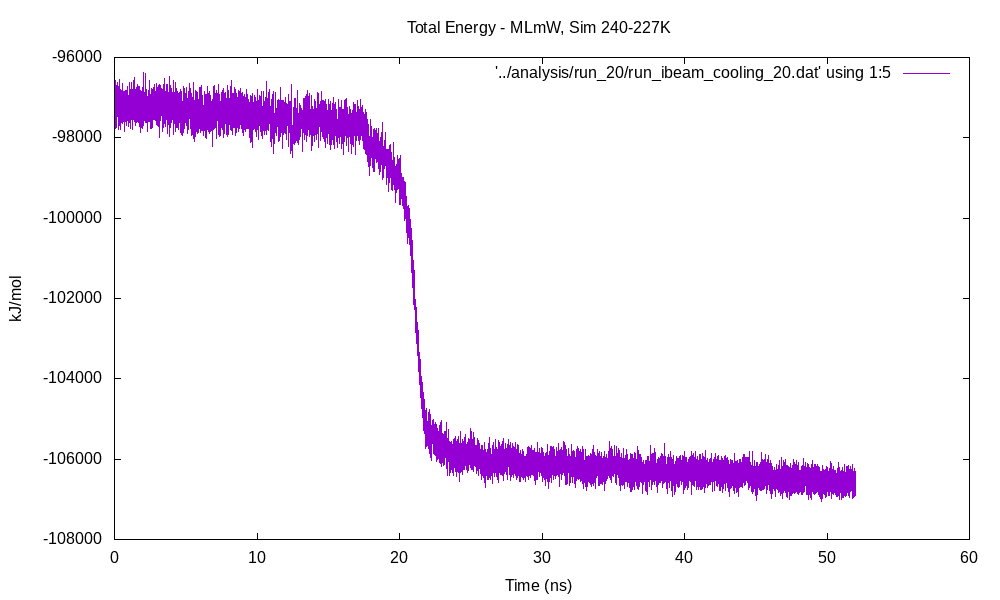 Total Energy - MLmW, Sim 240-227K
'../analysis/run_20/run_ibeam_cooling_20.dat' using 1:5
-96000
-98000
-100000
-102000
-104000
-106000
-108000
kJ/mol
0 10 20 30 40 50 60
Time (ns)